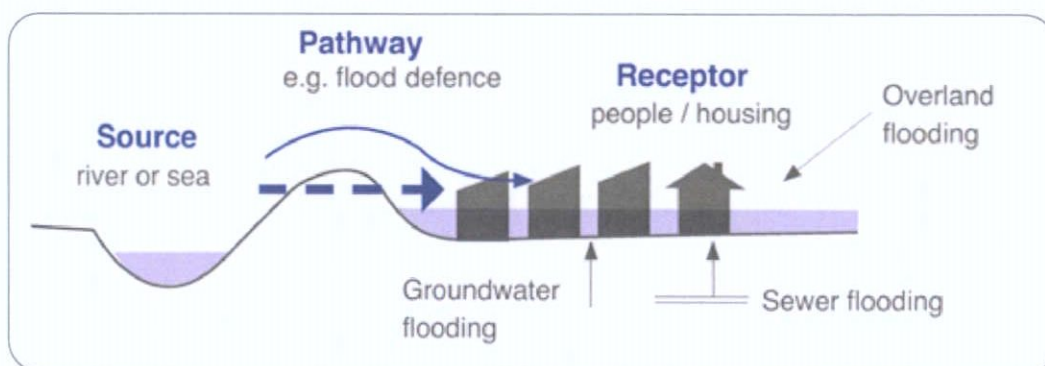 Pathway
e.g. flood defence
Receptor
people / housing
Overland
flooding
Source
river or sea
Groundwater
flooding
Sewer flooding